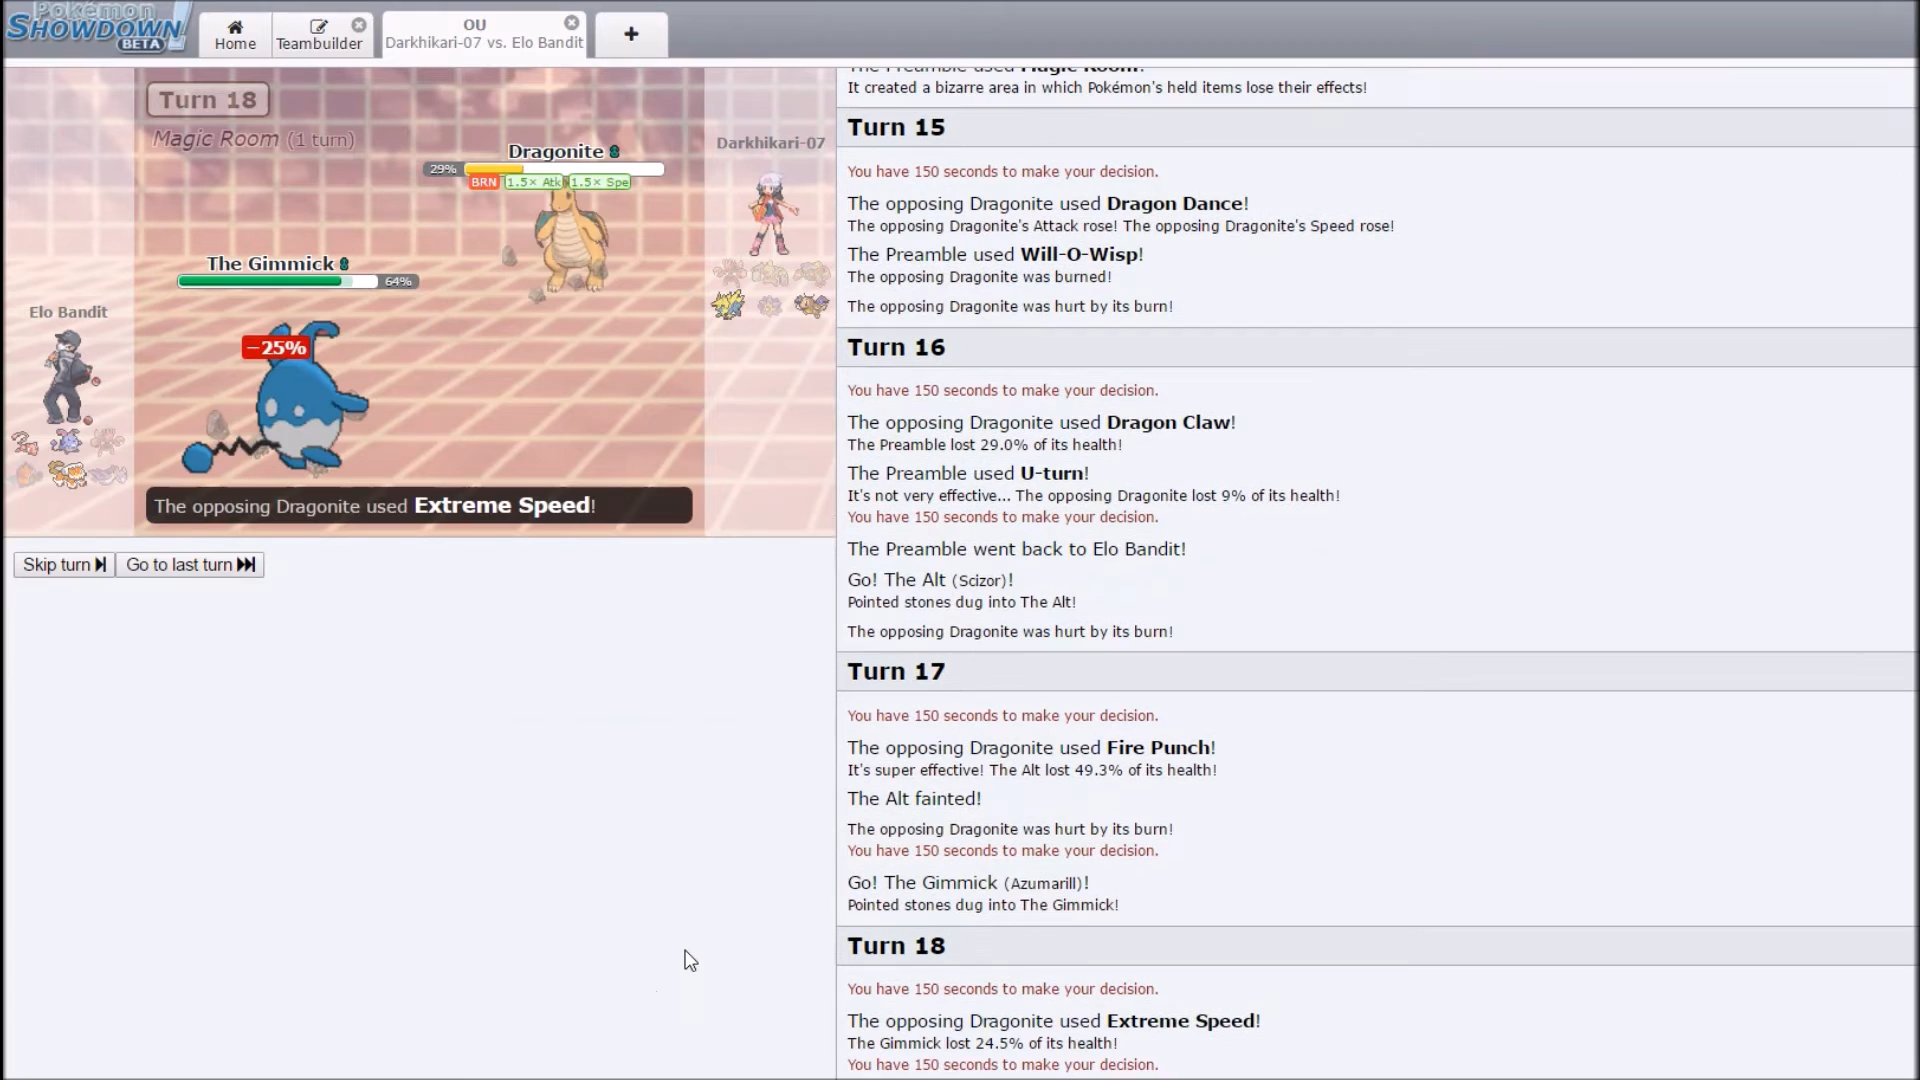 Pokémon
SHOWDOWN!
BETA
Home
Teambuilder
OU
Darkhikari-07 vs. Elo Bandit
+
Turn 18
Magic Room (1 turn)
Dragonite
29%
BRN 1.5× Atk 1.5× Spe
Darkhikari-07
The Gimmick
64%
Elo Bandit
−25%
The opposing Dragonite used Extreme Speed!
Skip turn
Go to last turn
The Preamble used Magic Room!
It created a bizarre area in which Pokémon's held items lose their effects!
Turn 15
You have 150 seconds to make your decision.
The opposing Dragonite used Dragon Dance!
The opposing Dragonite's Attack rose! The opposing Dragonite's Speed rose!
The Preamble used Will-O-Wisp!
The opposing Dragonite was burned!
The opposing Dragonite was hurt by its burn!
Turn 16
You have 150 seconds to make your decision.
The opposing Dragonite used Dragon Claw!
The Preamble lost 29.0% of its health!
The Preamble used U-turn!
It's not very effective... The opposing Dragonite lost 9% of its health!
You have 150 seconds to make your decision.
The Preamble went back to Elo Bandit!
Go! The Alt (Scizor)!
Pointed stones dug into The Alt!
The opposing Dragonite was hurt by its burn!
Turn 17
You have 150 seconds to make your decision.
The opposing Dragonite used Fire Punch!
It's super effective! The Alt lost 49.3% of its health!
The Alt fainted!
The opposing Dragonite was hurt by its burn!
You have 150 seconds to make your decision.
Go! The Gimmick (Azumarill)!
Pointed stones dug into The Gimmick!
Turn 18
You have 150 seconds to make your decision.
The opposing Dragonite used Extreme Speed!
The Gimmick lost 24.5% of its health!
You have 150 seconds to make your decision.